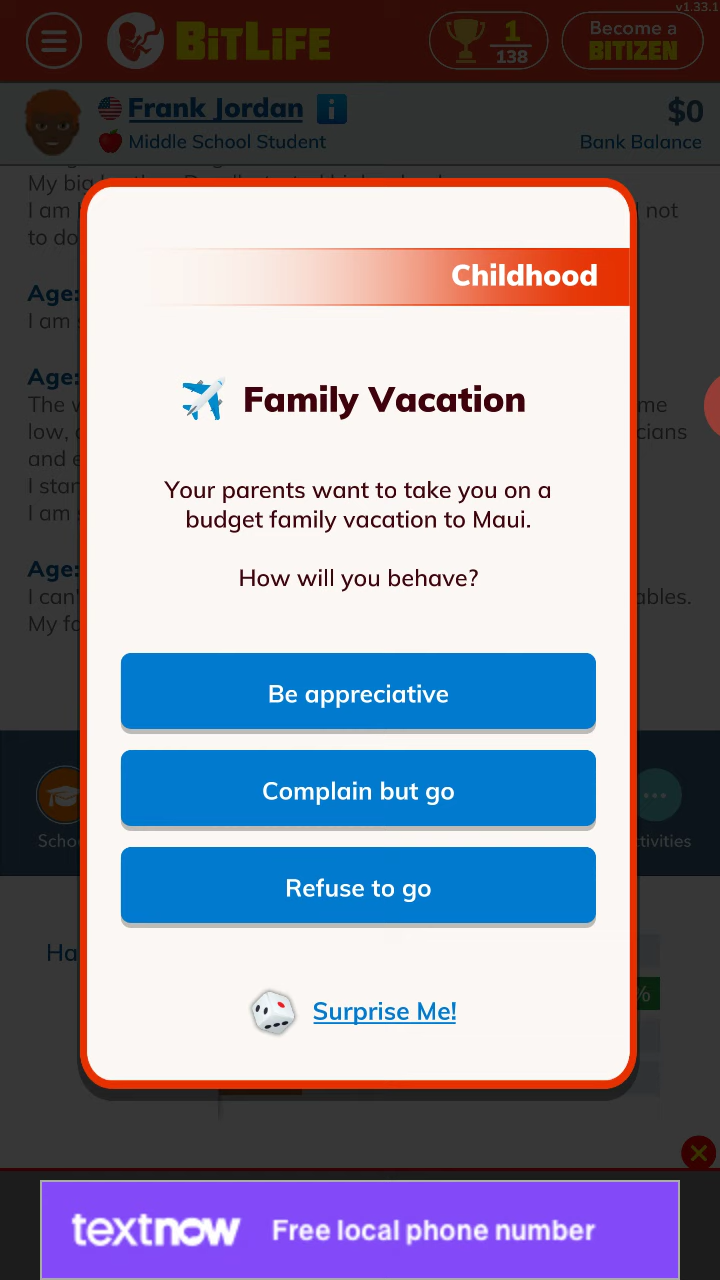 v1.33.1
BITLIFE
1
138
Become a
BITIZEN
Frank Jordan
$0
Middle School Student
Bank Balance
My big
I am
not
to do
Childhood
Age:
I am
Family Vacation
Age:
The
me
low,
cians
and
I star
I am
Your parents want to take you on a
budget family vacation to Maui.
How will you behave?
Age:
I can'
ables.
My
Be appreciative
Complain but go
Refuse to go
Ha
%
Surprise Me!
textnow Free local phone number